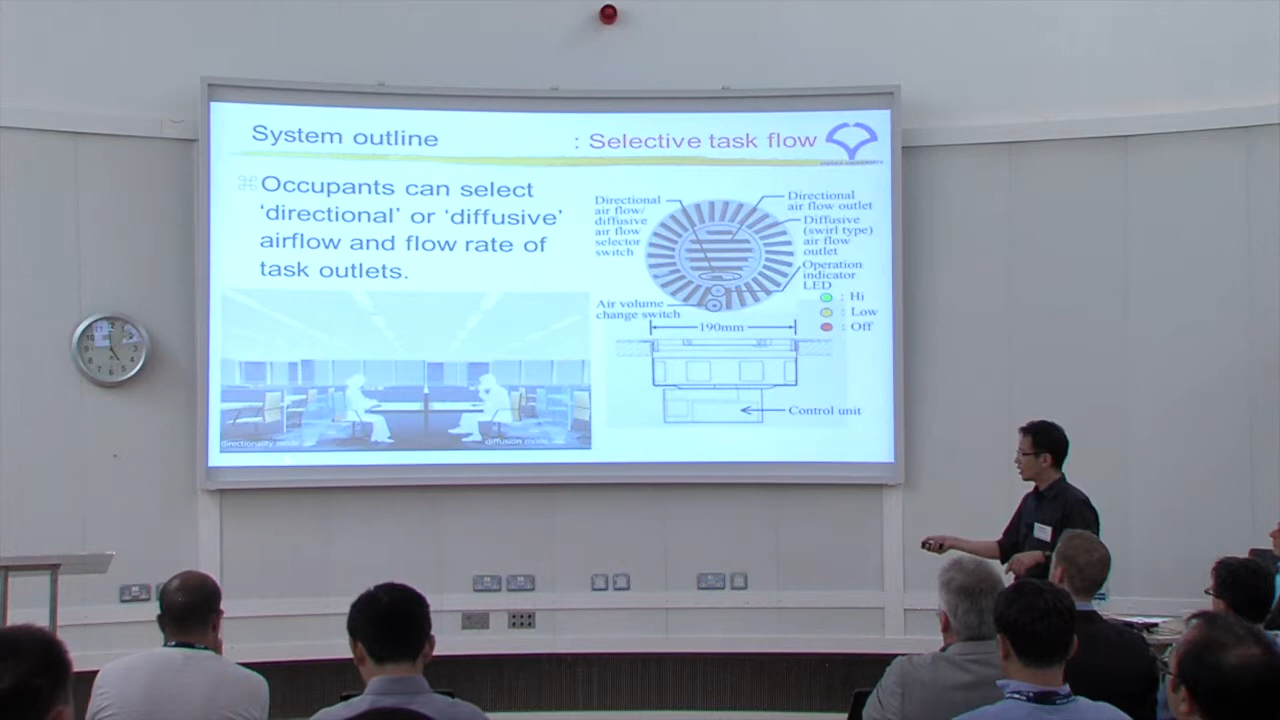 System outline : Selective task flow
Occupants can select
‘directional’ or ‘diffusive’
airflow and flow rate of
task outlets.
directionality mode
diffusion mode
Directional
air flow/
diffusive
air flow
selector
switch
Directional
air flow outlet
Diffusive
(swirl type)
air flow
outlet
Operation
indicator
LED
: Hi
: Low
: Off
Air volume
change switch
190mm
Control unit